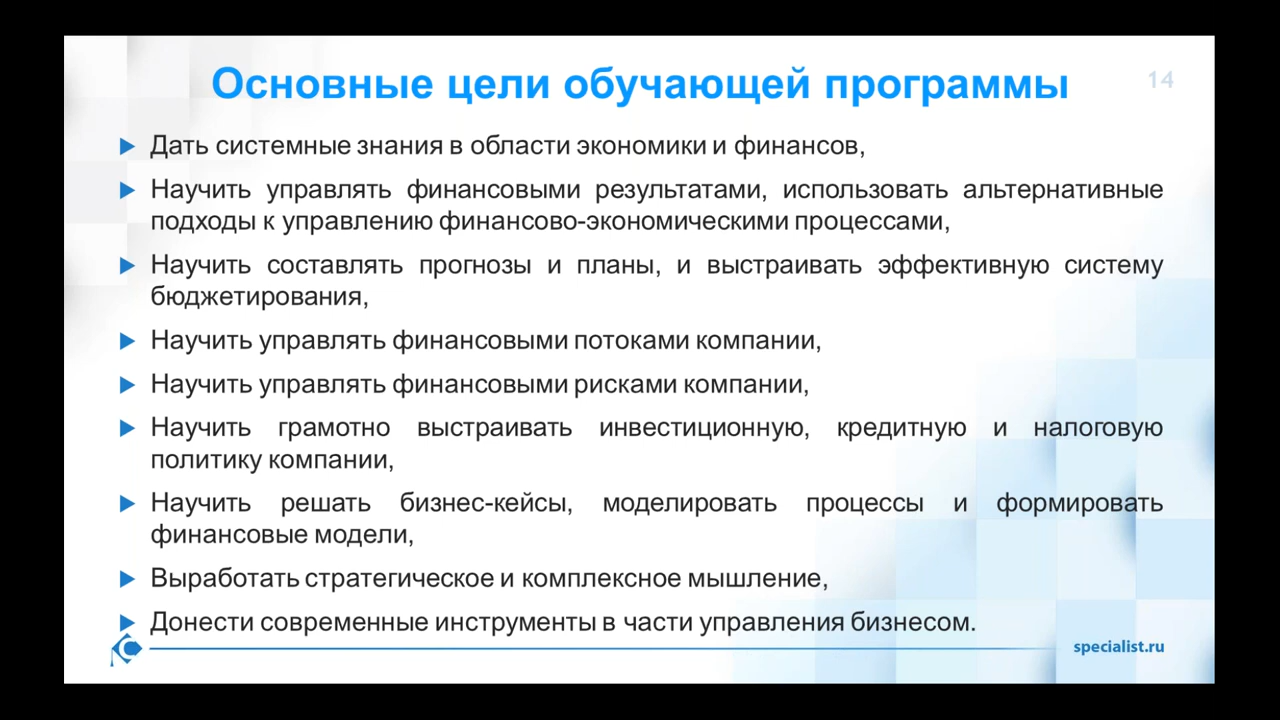 Основные цели обучающей программы
14
Дать системные знания в области экономики и финансов,
Научить управлять финансовыми результатами, использовать альтернативные
подходы к управлению финансово-экономическими процессами,
Научить составлять прогнозы и планы, и выстраивать эффективную систему
бюджетирования,
Научить управлять финансовыми потоками компании,
Научить управлять финансовыми рисками компании,
Научить грамотно выстраивать инвестиционную, кредитную и налоговую
политику компании,
Научить решать бизнес-кейсы, моделировать процессы и формировать
финансовые модели,
Выработать стратегическое и комплексное мышление,
Донести современные инструменты в части управления бизнесом.
specialist.ru